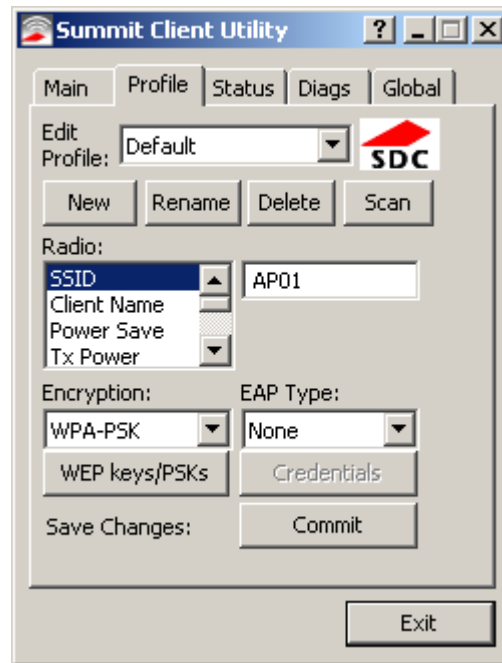 Summit Client Utility ?
Main Profile Status Diags Global
Edit Profile: Default
SDC
New Rename Delete Scan
Radio:
SSID AP01
Client Name
Power Save
Tx Power
Encryption: EAP Type:
WPA-PSK None
WEP keys/PSKs Credentials
Save Changes: Commit
Exit